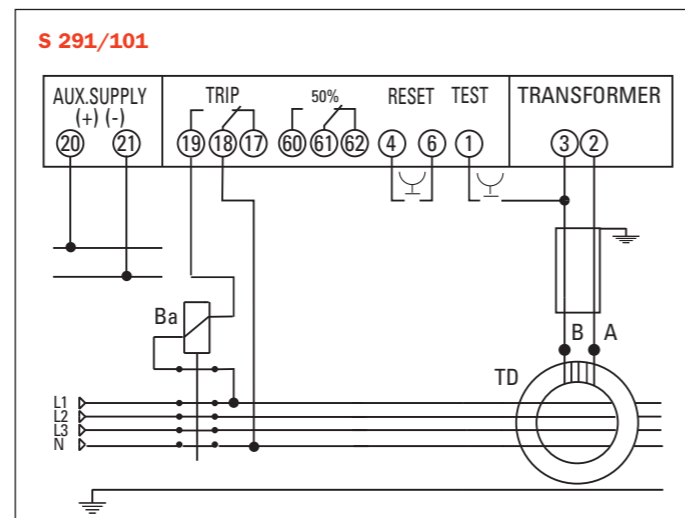 S 291/101
AUX.SUPPLY TRIP 50% RESET TEST TRANSFORMER
(+) (-)
20 21 19 18 17 60 61 62 4 6 1 3 2
Ba
B A
TD
L1
L2
L3
N